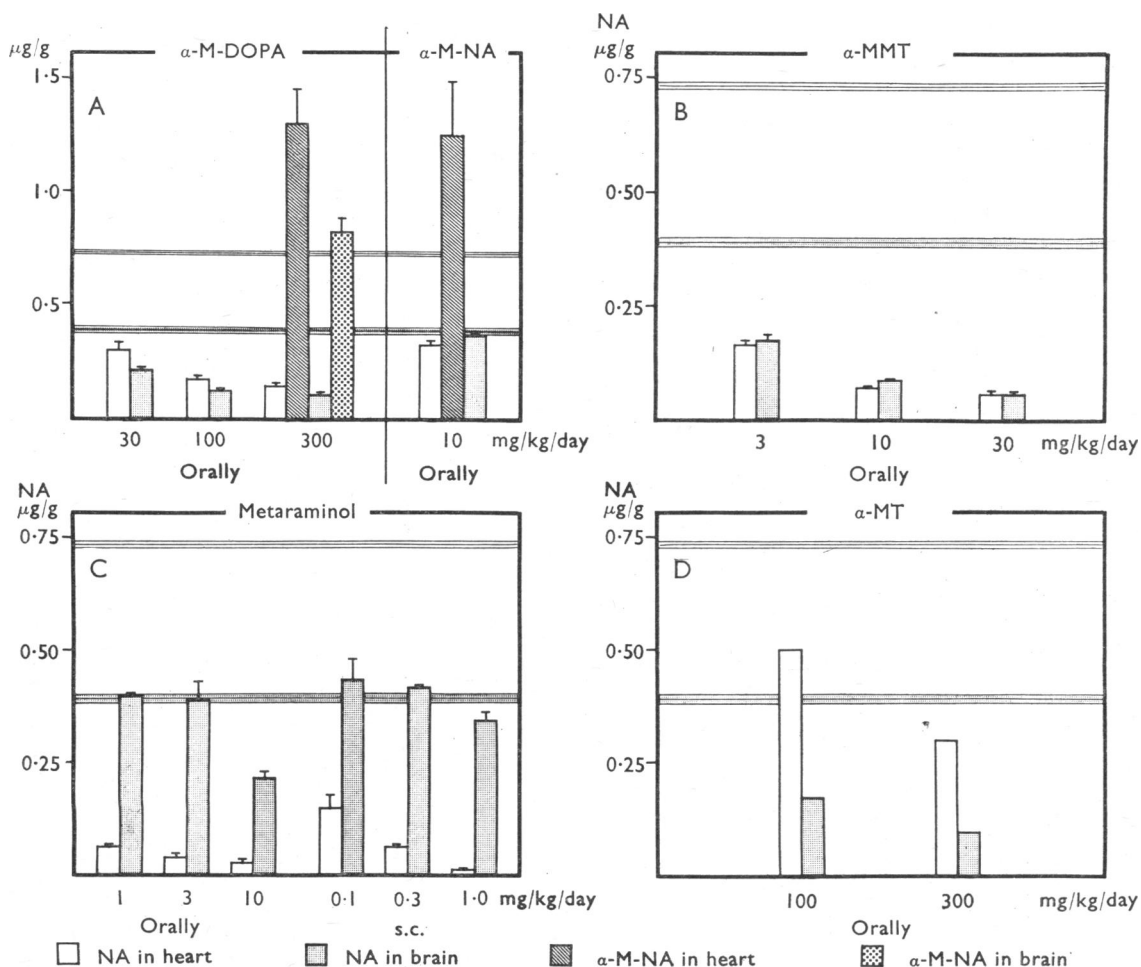 μg/g α-M-DOPA α-M-NA
1·5
A
1·0
0·5
30 100 300 10 mg/kg/day
Orally Orally
NA
α-MMT
0·75
B
0·50
0·25
3 10 30 mg/kg/day
Orally
NA
μg/g Metaraminol
0·75
C
0·50
0·25
1 3 10 0·1 0·3 1·0 mg/kg/day
Orally s.c.
NA
μg/g α-MT
0·75
D
0·50
0·25
100 300 mg/kg/day
Orally
NA in heart NA in brain α-M-NA in heart α-M-NA in brain